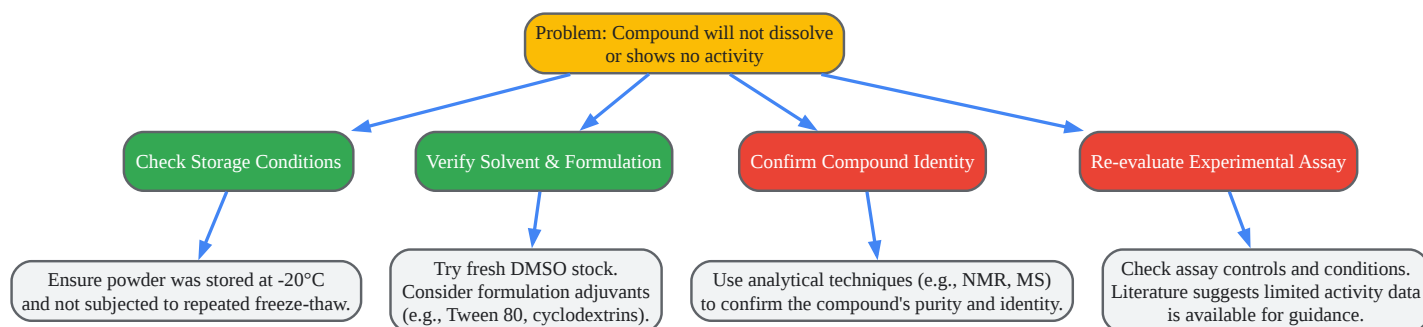 Problem: Compound will not dissolve
or shows no activity
Check Storage Conditions
Verify Solvent & Formulation
Confirm Compound Identity
Re-evaluate Experimental Assay
Ensure powder was stored at -20°C
and not subjected to repeated freeze-thaw.
Try fresh DMSO stock.
Consider formulation adjuvants
(e.g., Tween 80, cyclodextrins).
Use analytical techniques (e.g., NMR, MS)
to confirm the compound's purity and identity.
Check assay controls and conditions.
Literature suggests limited activity data
is available for guidance.